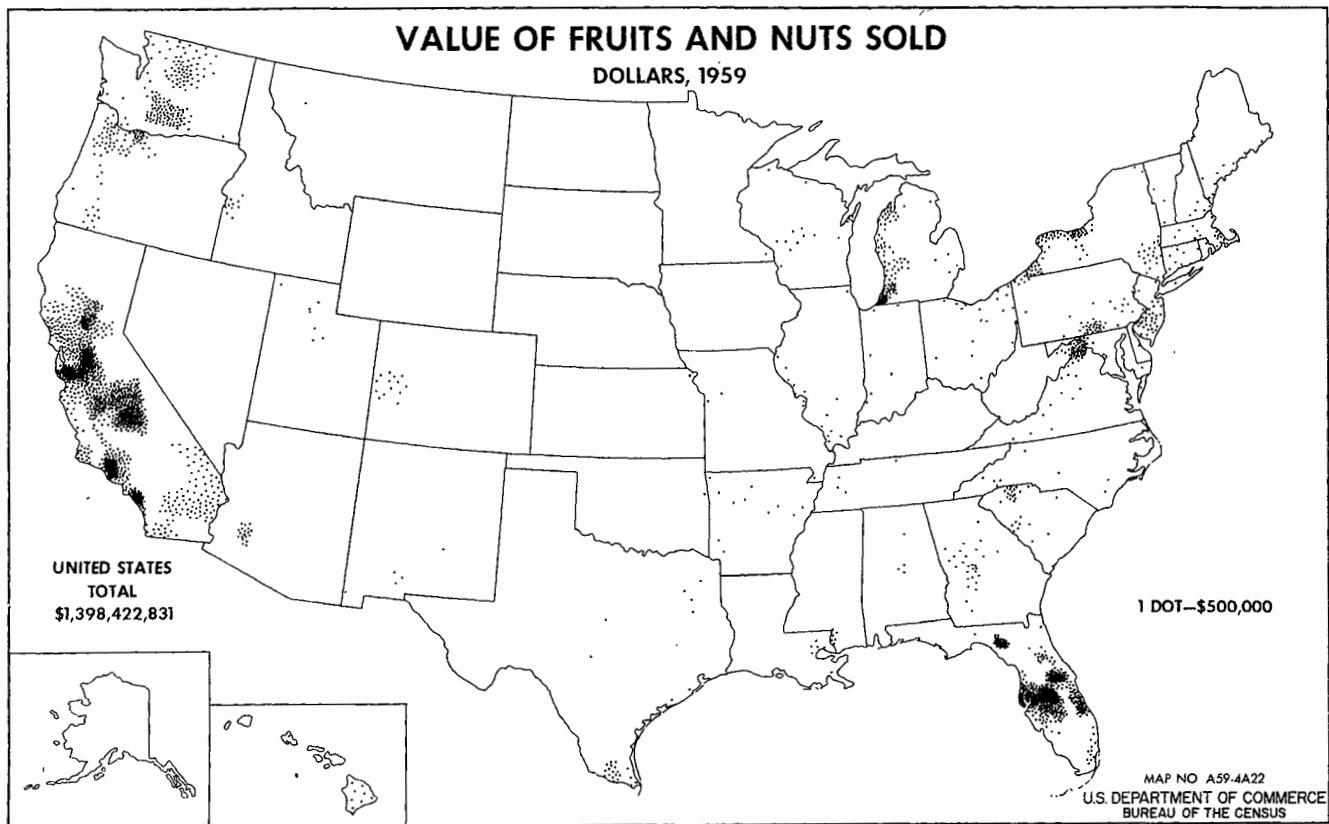 VALUE OF FRUITS AND NUTS SOLD
DOLLARS, 1959
UNITED STATES
TOTAL
$1,398,422,831
1 DOT—$500,000
MAP NO A59-4A22
U.S. DEPARTMENT OF COMMERCE
BUREAU OF THE CENSUS